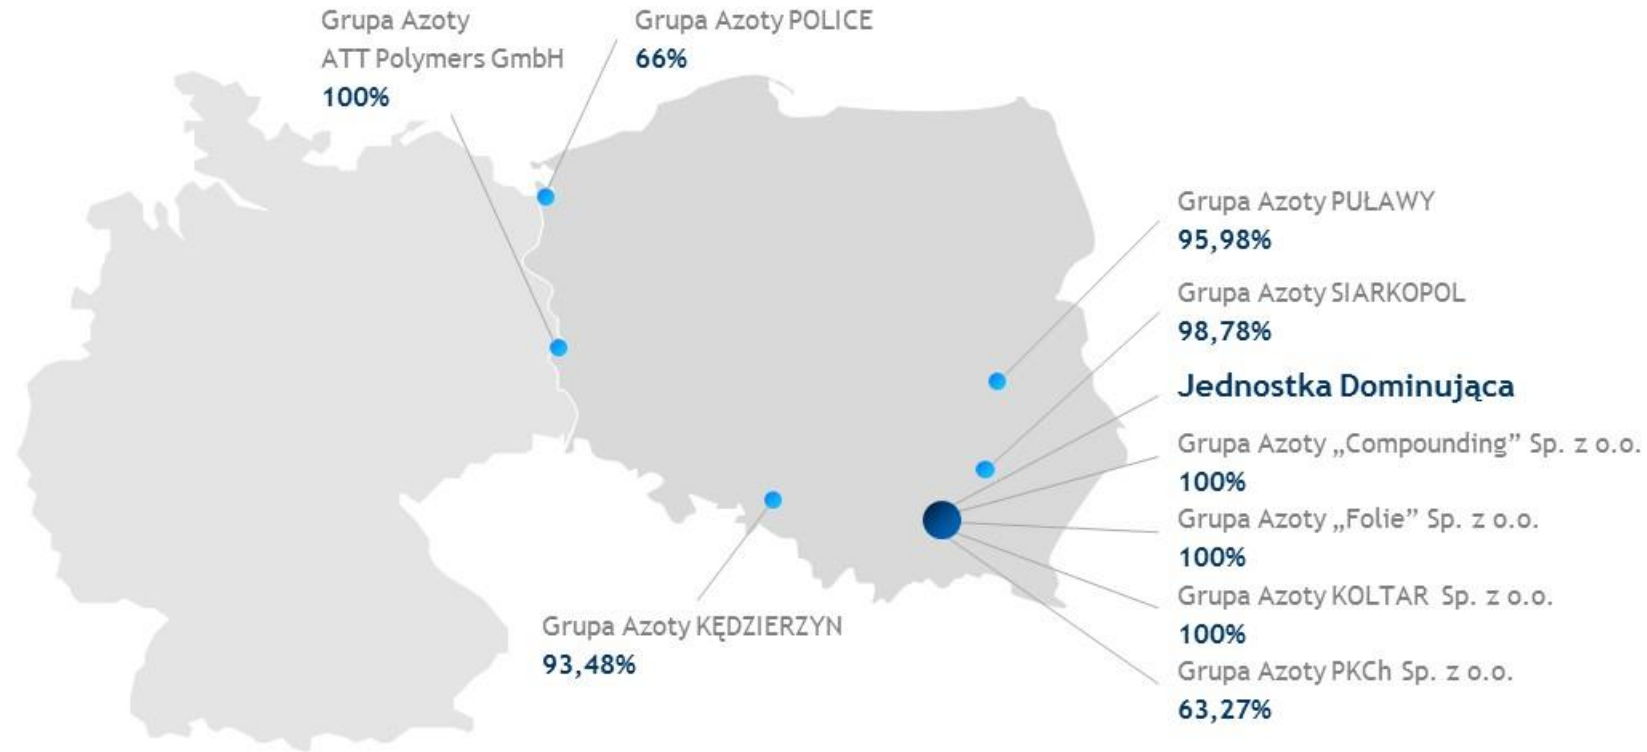 Grupa Azoty
ATT Polymers GmbH
100%
Grupa Azoty POLICE
66%
Grupa Azoty PUŁAWY
95,98%
Grupa Azoty SIARKOPOL
98,78%
Jednostka Dominująca
Grupa Azoty „Compounding” Sp. z o.o.
100%
Grupa Azoty „Folie” Sp. z o.o.
100%
Grupa Azoty KOLTAR Sp. z o.o.
100%
Grupa Azoty PKCh Sp. z o.o.
63,27%
Grupa Azoty KĘDZIERZYN
93,48%